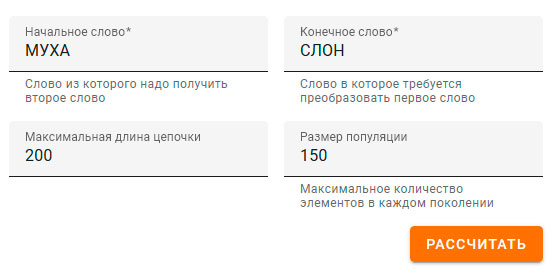 Начальное слово*
МУХА
Слово из которого надо получить
второе слово
Конечное слово*
СЛОН
Слово в которое требуется
преобразовать первое слово
Максимальная длина цепочки
200
Размер популяции
150
Максимальное количество
элементов в каждом поколении
РАССЧИТАТЬ